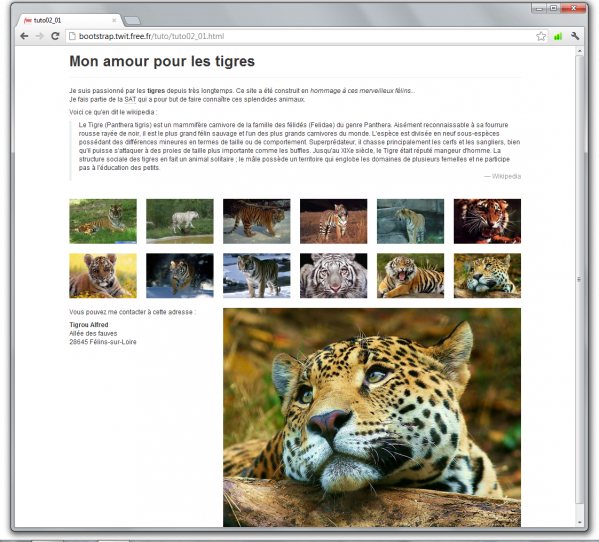 tuto02_01
bootstrap.twit.free.fr/tuto/tuto02_01.html
Mon amour pour les tigres
Je suis passionné par les tigres depuis très longtemps. Ce site a été construit en hommage à ces merveilleux félins...
Je fais partie de la SAT qui a pour but de faire connaître ces splendides animaux.
Voici ce qu'en dit le wikipedia :
Le Tigre (Panthera tigris) est un mammifère carnivore de la famille des félidés (Felidae) du genre Panthera. Aisément reconnaissable à sa fourrure
rousse rayée de noir, il est le plus grand félin sauvage et l'un des plus grands carnivores du monde. L'espèce est divisée en neuf sous-espèces
possédant des différences mineures en termes de taille ou de comportement. Superprédateur, il chasse principalement les cerfs et les sangliers, bien
qu'il puisse s'attaquer à des proies de taille plus importante comme les buffles. Jusqu'au XIXe siècle, le Tigre était réputé mangeur d'homme. La
structure sociale des tigres en fait un animal solitaire ; le mâle possède un territoire qui englobe les domaines de plusieurs femelles et ne participe
pas à l'éducation des petits.
— Wikipedia
Vous pouvez me contacter à cette adresse :
Tigrou Alfred
Allée des fauves
28645 Félins-sur-Loire